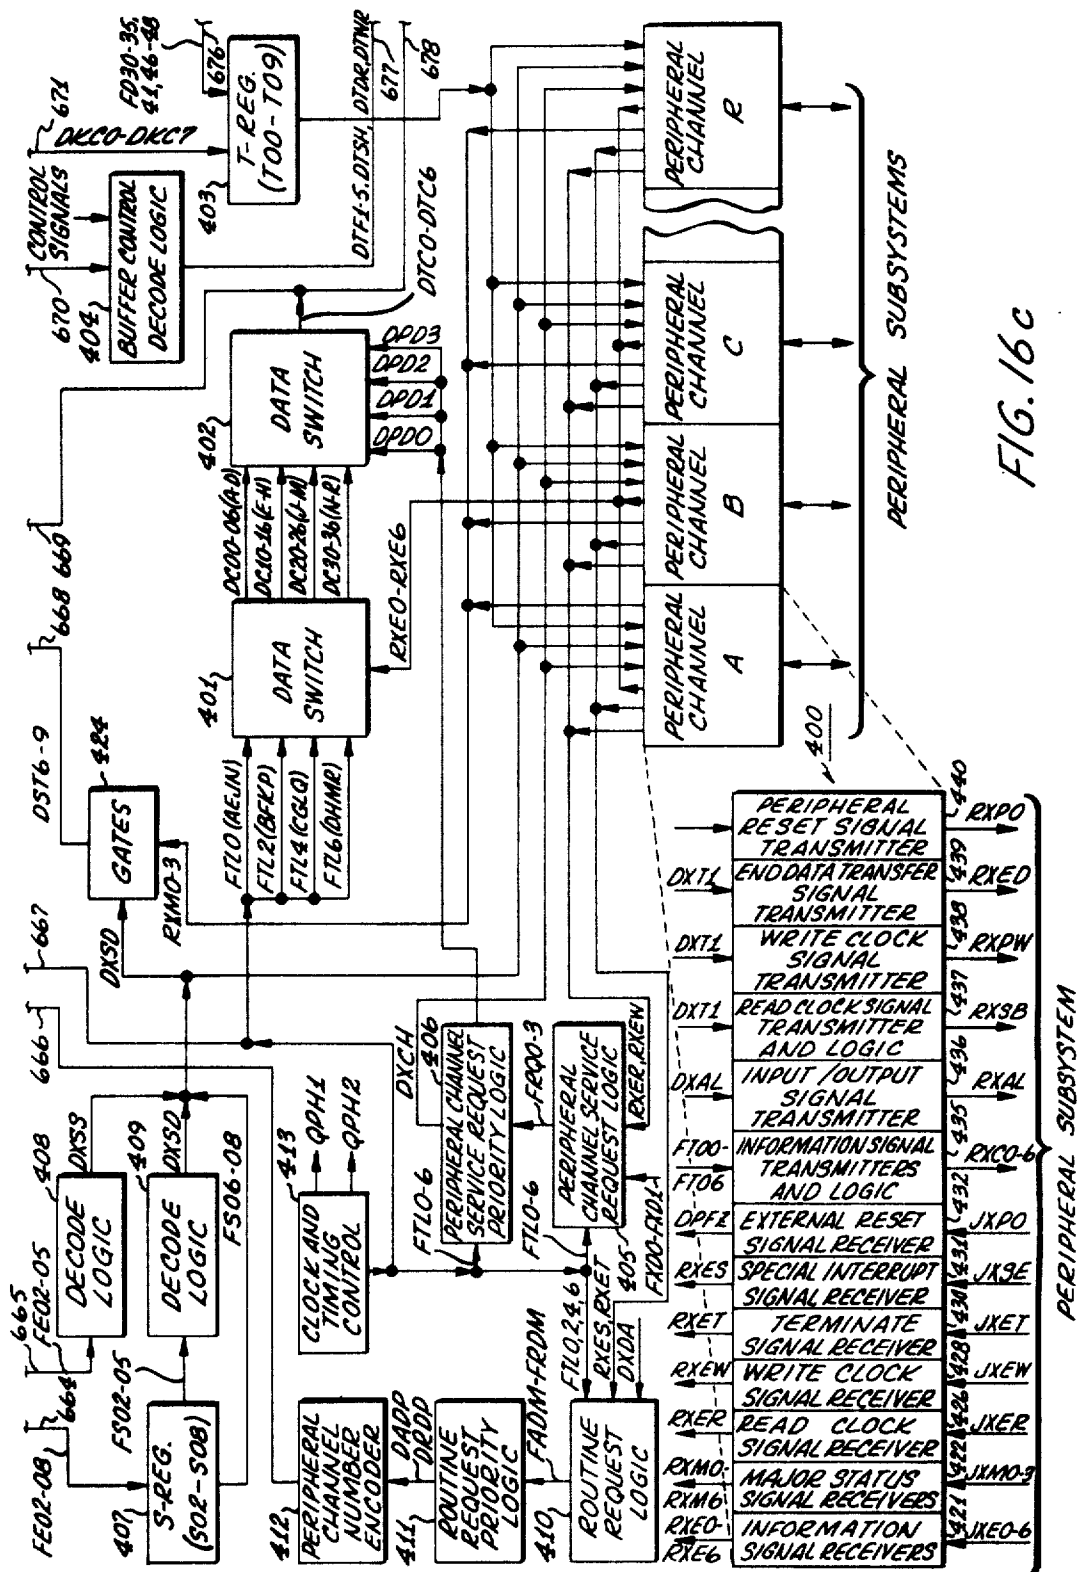 FE02-08
664
665
FE02-05
666
667
DST6-9
668
669
670
CONTROL
SIGNALS
671
DKC0-DKC7
FD30-35,
41,46-48
676
407
S-REG.
(S02-S08)
FS02-05
408
DECODE
LOGIC
DXSS
409
DECODE
LOGIC
DXSD
FS06-08
DXSD
424
GATES
RXM0-3
404
BUFFER CONTROL
DECODE LOGIC
403
T-REG.
(T00-T09)
DTF1-5, DTSH, DTDR, DTWR
677
678
412
PERIPHERAL
CHANNEL
NUMBER
ENCODER
413
CLOCK AND
TIMING
CONTROL
QPH1
QPH2
FTL0(AEJN)
FTL2(BFKP)
FTL4(CGLQ)
FTL6(DHMR)
401
DATA
SWITCH
DC00-06(A-D)
DC10-16(E-H)
DC20-26(J-M)
DC30-36(N-R)
402
DATA
SWITCH
DTC0-DTC6
DPD0
DPD1
DPD2
DPD3
RXE0-RXE6
DADP
DRDP
411
ROUTINE
REQUEST
PRIORITY
LOGIC
FADM-FRDM
410
ROUTINE
REQUEST
LOGIC
FTL0-6
DXCH
406
PERIPHERAL CHANNEL
SERVICE REQUEST
PRIORITY LOGIC
FRQ0-3
FTL0-6
PERIPHERAL
CHANNEL SERVICE
REQUEST LOGIC
405
RXER,RXEW
FX00-FXD1
FTL0,2,4,6
RXES,RXET
DXDA
PERIPHERAL
CHANNEL
A
PERIPHERAL
CHANNEL
B
PERIPHERAL
CHANNEL
C
PERIPHERAL
CHANNEL
R
PERIPHERAL SUBSYSTEMS
400
RXE0-
RXE6
INFORMATION
SIGNAL RECEIVERS
421
JXE0-6
RXM0-
RXM6
MAJOR STATUS
SIGNAL RECEIVERS
422
JXM0-3
RXER
READ CLOCK
SIGNAL RECEIVER
426
JXER
RXEW
WRITE CLOCK
SIGNAL RECEIVER
428
JXEW
RXET
TERMINATE
SIGNAL RECEIVER
430
JXET
RXES
SPECIAL INTERRUPT
SIGNAL RECEIVER
431
JXSE
DPF2
EXTERNAL RESET
SIGNAL RECEIVER
432
JXPO
FT00-
FT06
INFORMATION SIGNAL
TRANSMITTERS
AND LOGIC
435
RXC0-6
DXAL
INPUT/OUTPUT
SIGNAL
TRANSMITTER
436
RXAL
DXT1
READ CLOCK SIGNAL
TRANSMITTER
AND LOGIC
437
RXSB
DXT1
WRITE CLOCK
SIGNAL
TRANSMITTER
438
RXPW
DXT1
END DATA TRANSFER
SIGNAL
TRANSMITTER
439
RXED
PERIPHERAL
RESET SIGNAL
TRANSMITTER
440
RXPO
PERIPHERAL SUBSYSTEM
FIG. 16c